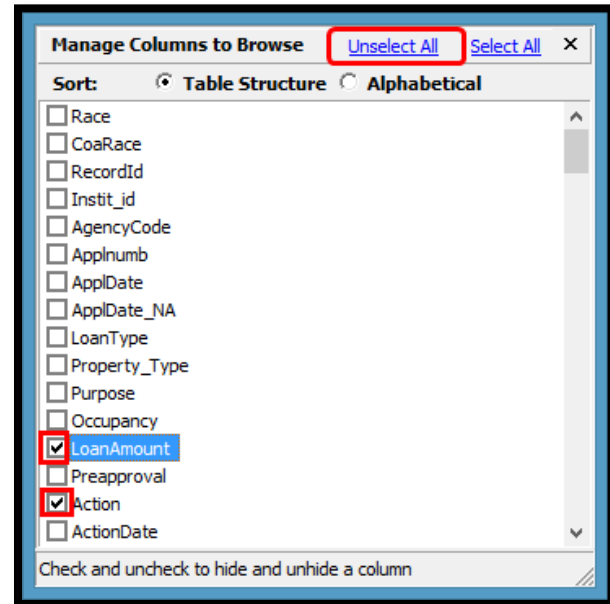 Manage Columns to Browse Unselect All Select All ×
Sort: Table Structure Alphabetical
Race
CoaRace
RecordId
Instit_id
AgencyCode
Applnumb
ApplDate
ApplDate_NA
LoanType
Property_Type
Purpose
Occupancy
LoanAmount
Preapproval
Action
ActionDate
Check and uncheck to hide and unhide a column